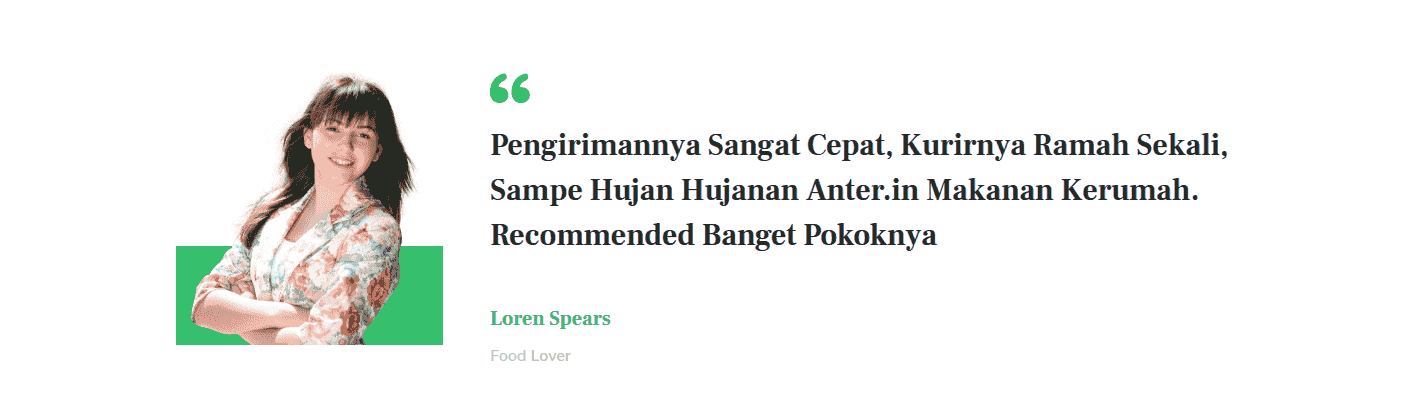 “
Pengirimannya Sangat Cepat, Kurirnya Ramah Sekali,
Sampe Hujan Hujanan Anter.in Makanan Kerumah.
Recommended Banget Pokoknya
Loren Spears
Food Lover